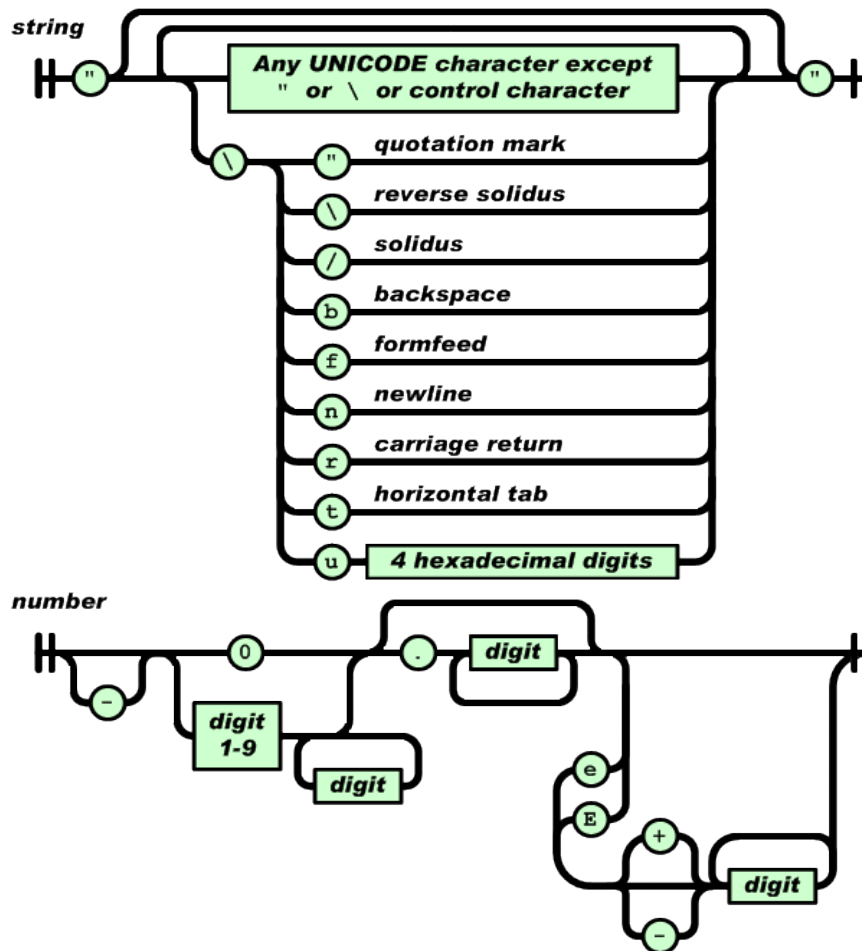 string
"
Any UNICODE character except
" or \ or control character
"
\
" quotation mark
\ reverse solidus
/ solidus
b backspace
f formfeed
n newline
r carriage return
t horizontal tab
u 4 hexadecimal digits
number
0
. digit
-
digit
1-9
digit
e
E
+
digit
-